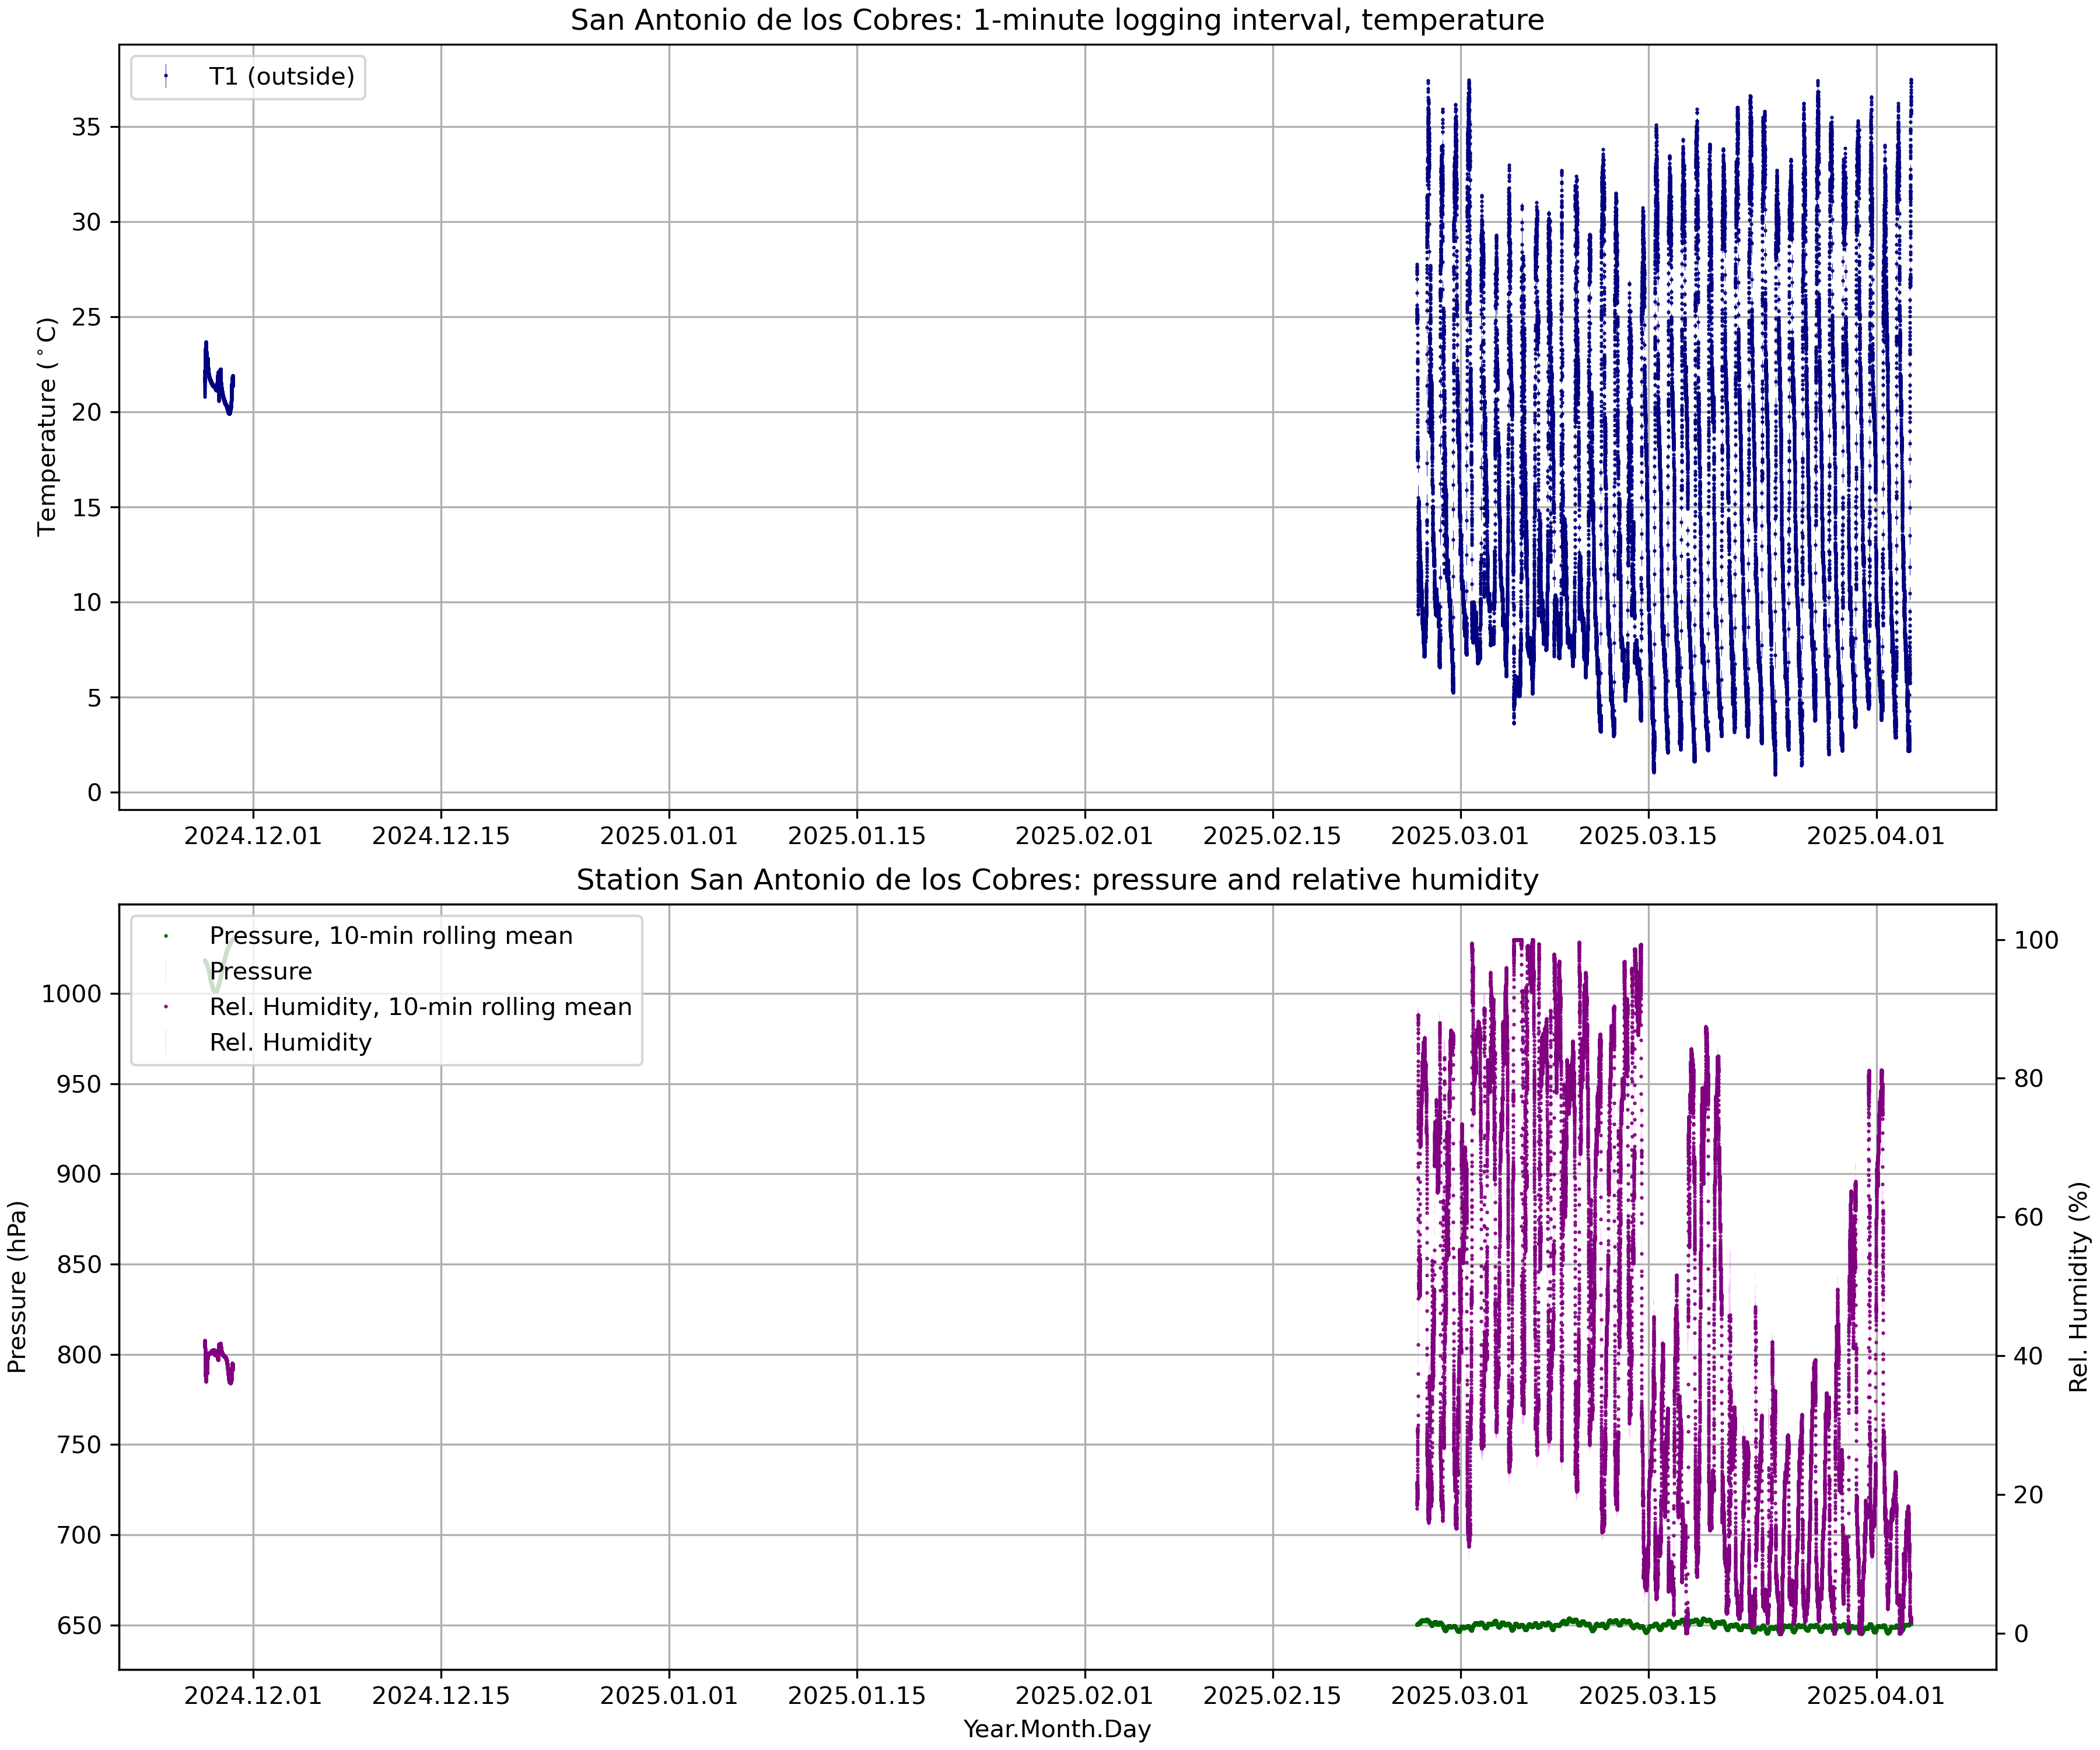 San Antonio de los Cobres: 1-minute logging interval, temperature
T1 (outside)
Temperature (°C)
35
30
25
20
15
10
5
0
2024.12.01 2024.12.15 2025.01.01 2025.01.15 2025.02.01 2025.02.15 2025.03.01 2025.03.15 2025.04.01
Station San Antonio de los Cobres: pressure and relative humidity
Pressure, 10-min rolling mean
Pressure
Rel. Humidity, 10-min rolling mean
Rel. Humidity
Pressure (hPa)
1000
950
900
850
800
750
700
650
100
80
60
40
20
0
Rel. Humidity (%)
2024.12.01 2024.12.15 2025.01.01 2025.01.15 2025.02.01 2025.02.15 2025.03.01 2025.03.15 2025.04.01
Year.Month.Day